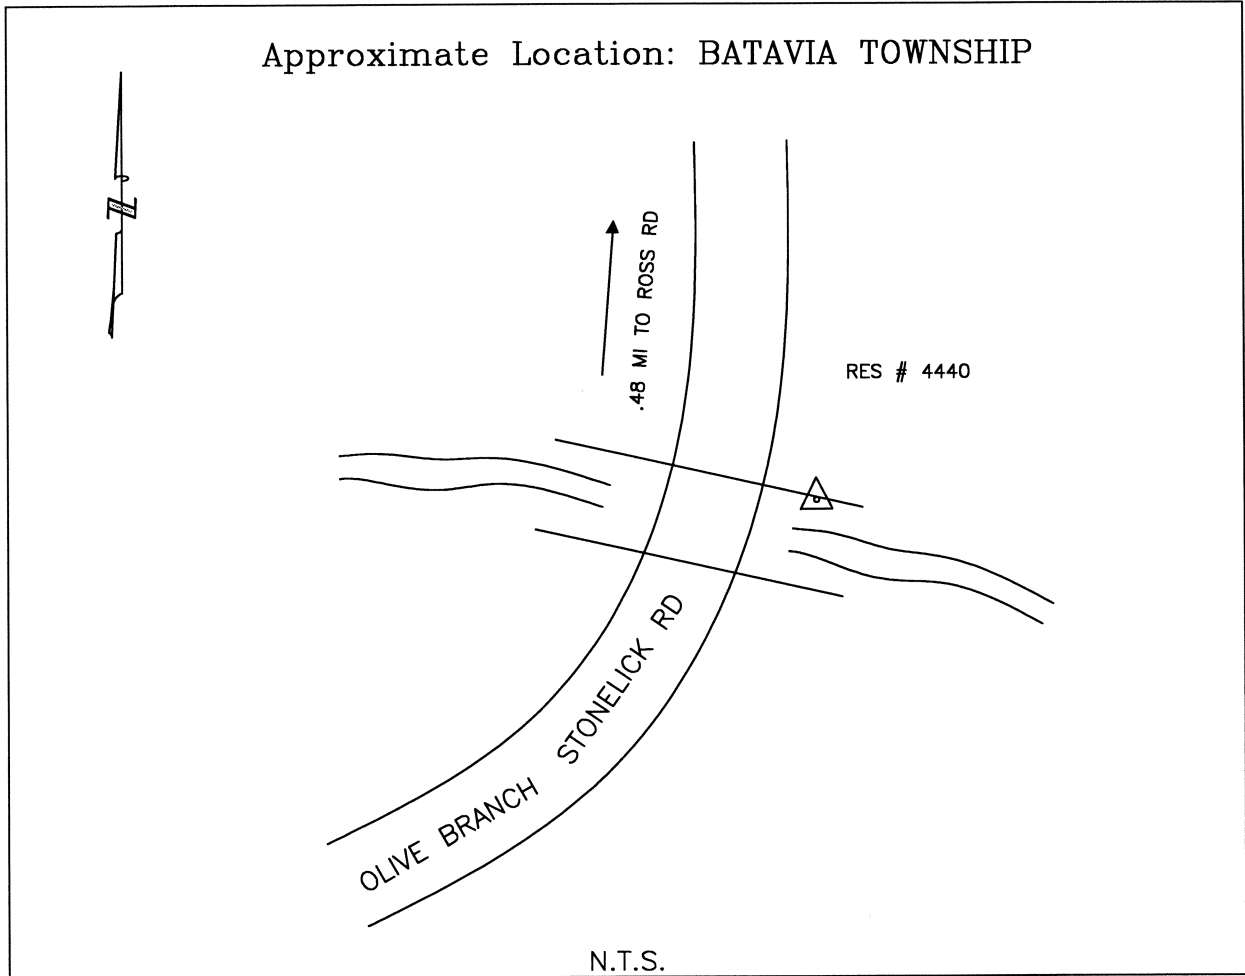 Approximate Location: BATAVIA TOWNSHIP
N
.48 MI TO ROSS RD
RES # 4440
OLIVE BRANCH STONELICK RD
N.T.S.